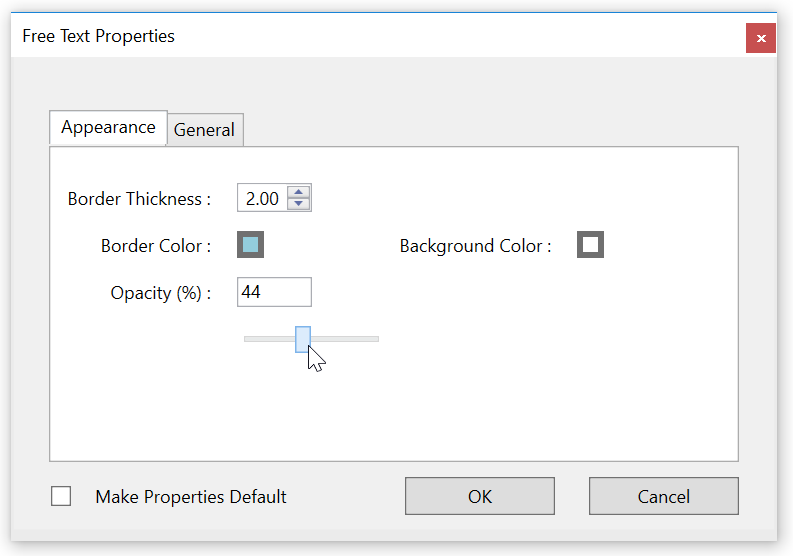 Free Text Properties
Appearance General
Border Thickness : 2.00
Border Color : Background Color :
Opacity (%) : 44
Make Properties Default OK Cancel